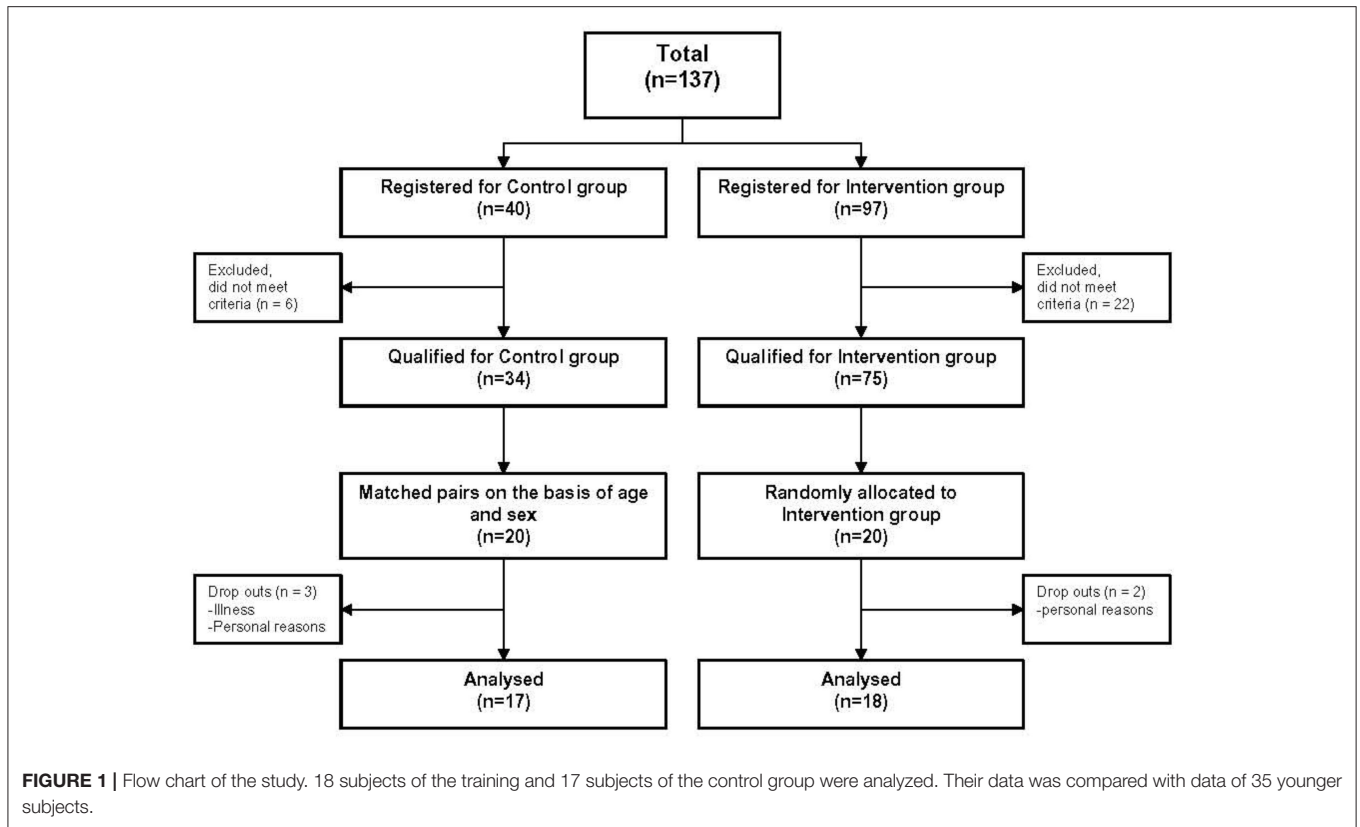 Total
(n=137)
Registered for Control group
(n=40)
Registered for Intervention group
(n=97)
Excluded,
did not meet
criteria (n = 6)
Excluded,
did not meet
criteria (n = 22)
Qualified for Control group
(n=34)
Qualified for Intervention group
(n=75)
Matched pairs on the basis of age
and sex
(n=20)
Randomly allocated to
Intervention group
(n=20)
Drop outs (n = 3)
-Illness
-Personal reasons
Drop outs (n = 2)
-personal reasons
Analysed
(n=17)
Analysed
(n=18)
FIGURE 1 | Flow chart of the study. 18 subjects of the training and 17 subjects of the control group were analyzed. Their data was compared with data of 35 younger
subjects.